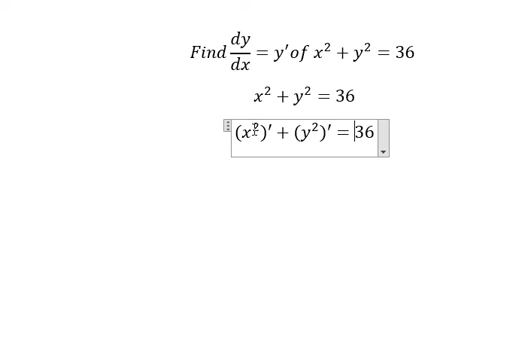 Find dy/dx = y′ of x² + y² = 36
x² + y² = 36
(x²)′ + (y²)′ = 36